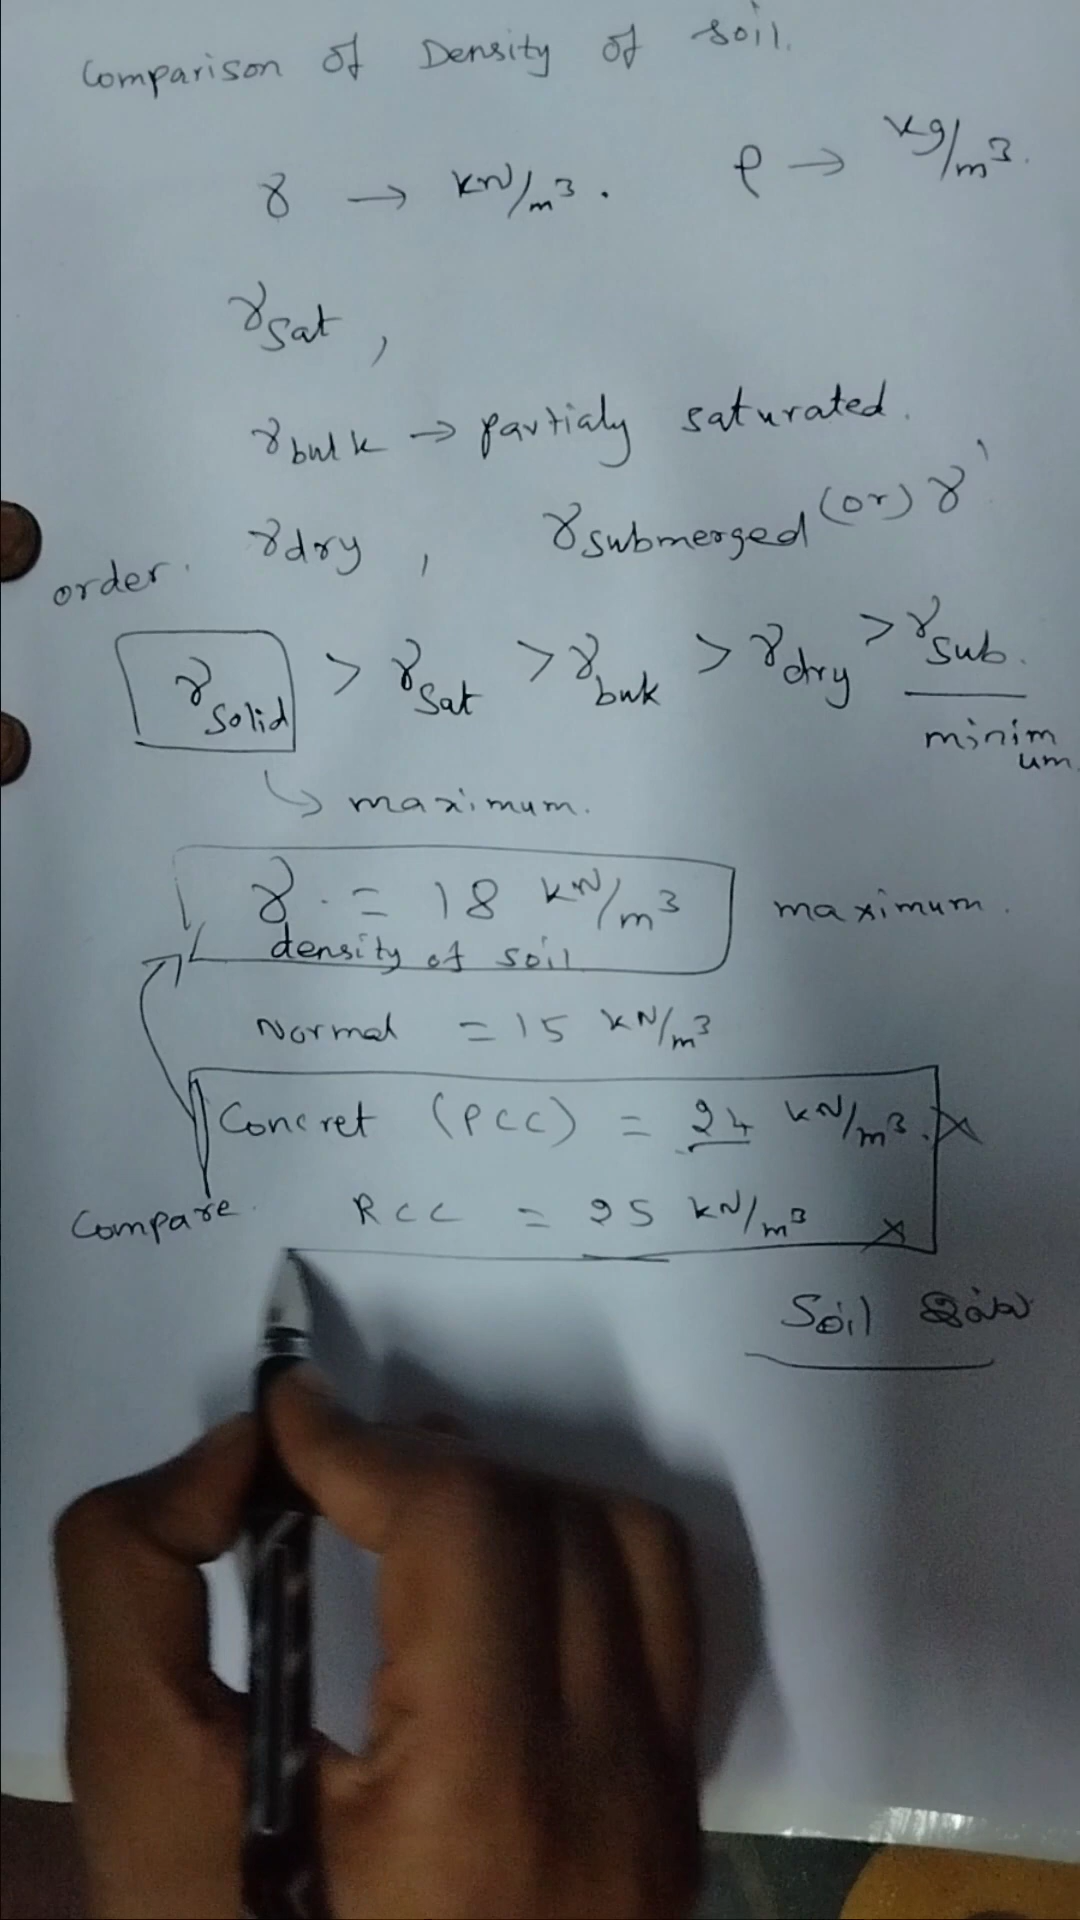 Comparison of Density of soil.
γ → kN/m³. ρ → kg/m³.
γsat ,
γbulk → partialy saturated.
γdry , γsubmerged (or) γ'
order.
γsolid > γsat > γbulk > γdry > γsub.
minimum
↳ maximum.
γ = 18 kN/m³ maximum.
density of soil
Normal = 15 kN/m³
Concret (PCC) = 24 kN/m³. ×
Compare. RCC = 25 kN/m³ ×
Soil